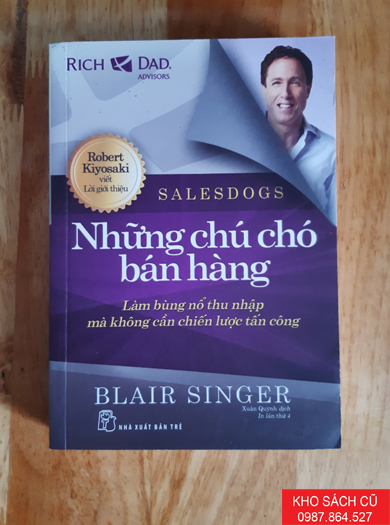 RICH DAD.
ADVISORS
Robert
Kiyosaki
viết
Lời giới thiệu
SALESDOGS
Những chú chó
bán hàng
Làm bùng nổ thu nhập
mà không cần chiến lược tấn công
BLAIR SINGER
Xuân Quỳnh dịch
In lần thứ 4
NHÀ XUẤT BẢN TRẺ
KHO SÁCH CŨ
0987.864.527